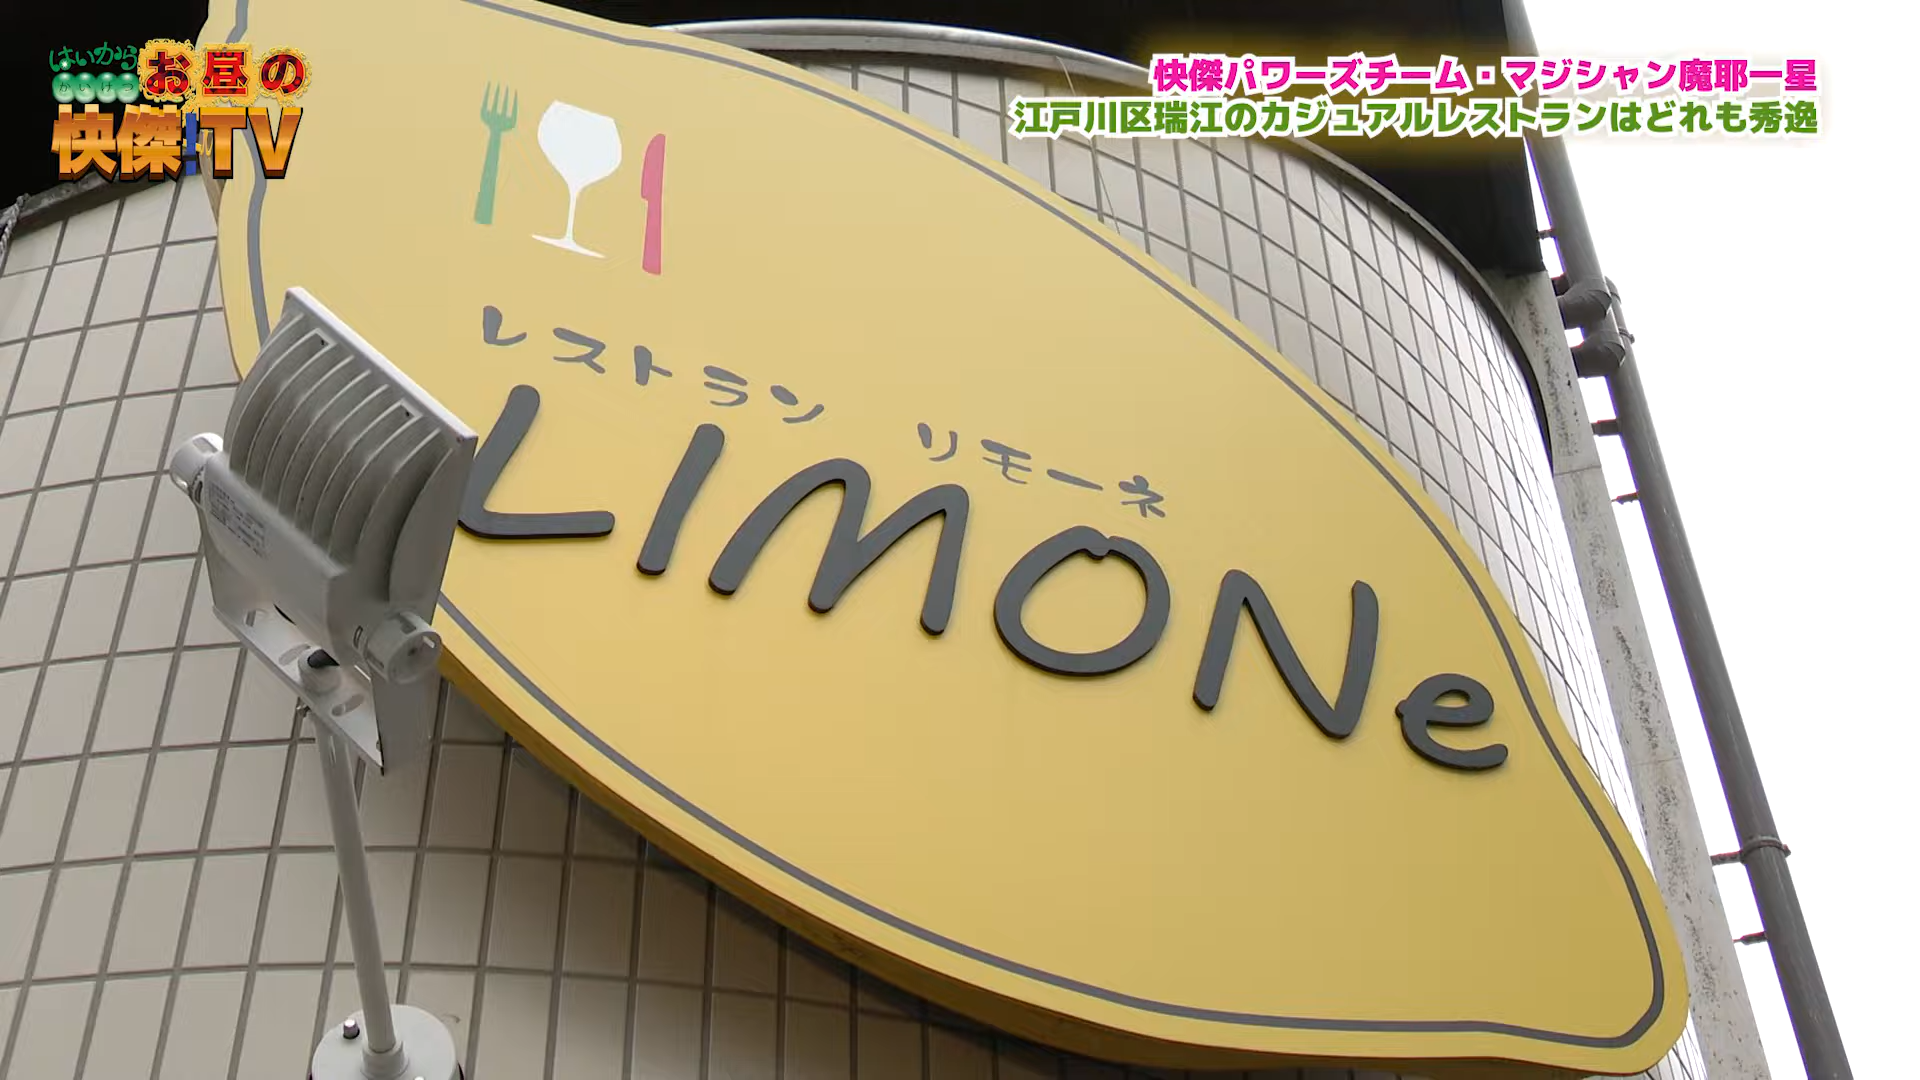 はいから
かいけつ
お昼の
快傑!TV
快傑パワーズチーム・マジシャン魔耶一星
江戸川区瑞江のカジュアルレストランはどれも秀逸
レストラン リモーネ
LIMONe